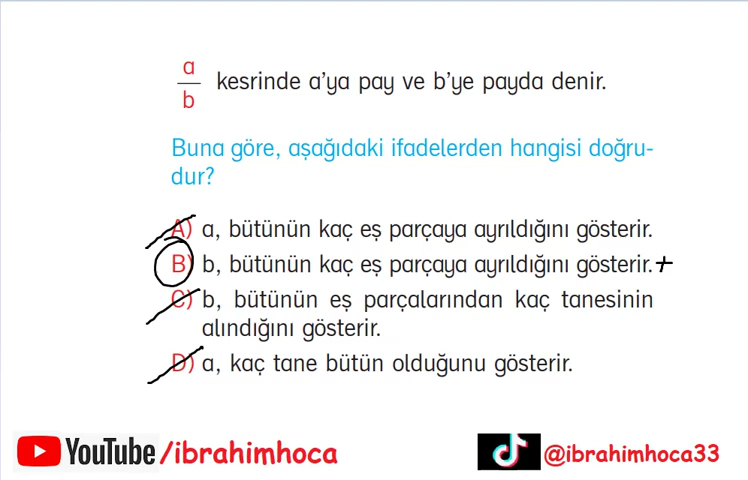 a
b
kesrinde a’ya pay ve b’ye payda denir.
Buna göre, aşağıdaki ifadelerden hangisi doğru-
dur?
A) a, bütünün kaç eş parçaya ayrıldığını gösterir.
B) b, bütünün kaç eş parçaya ayrıldığını gösterir.+
C) b, bütünün eş parçalarından kaç tanesinin
alındığını gösterir.
D) a, kaç tane bütün olduğunu gösterir.
YouTube/ibrahimhoca
@ibrahimhoca33